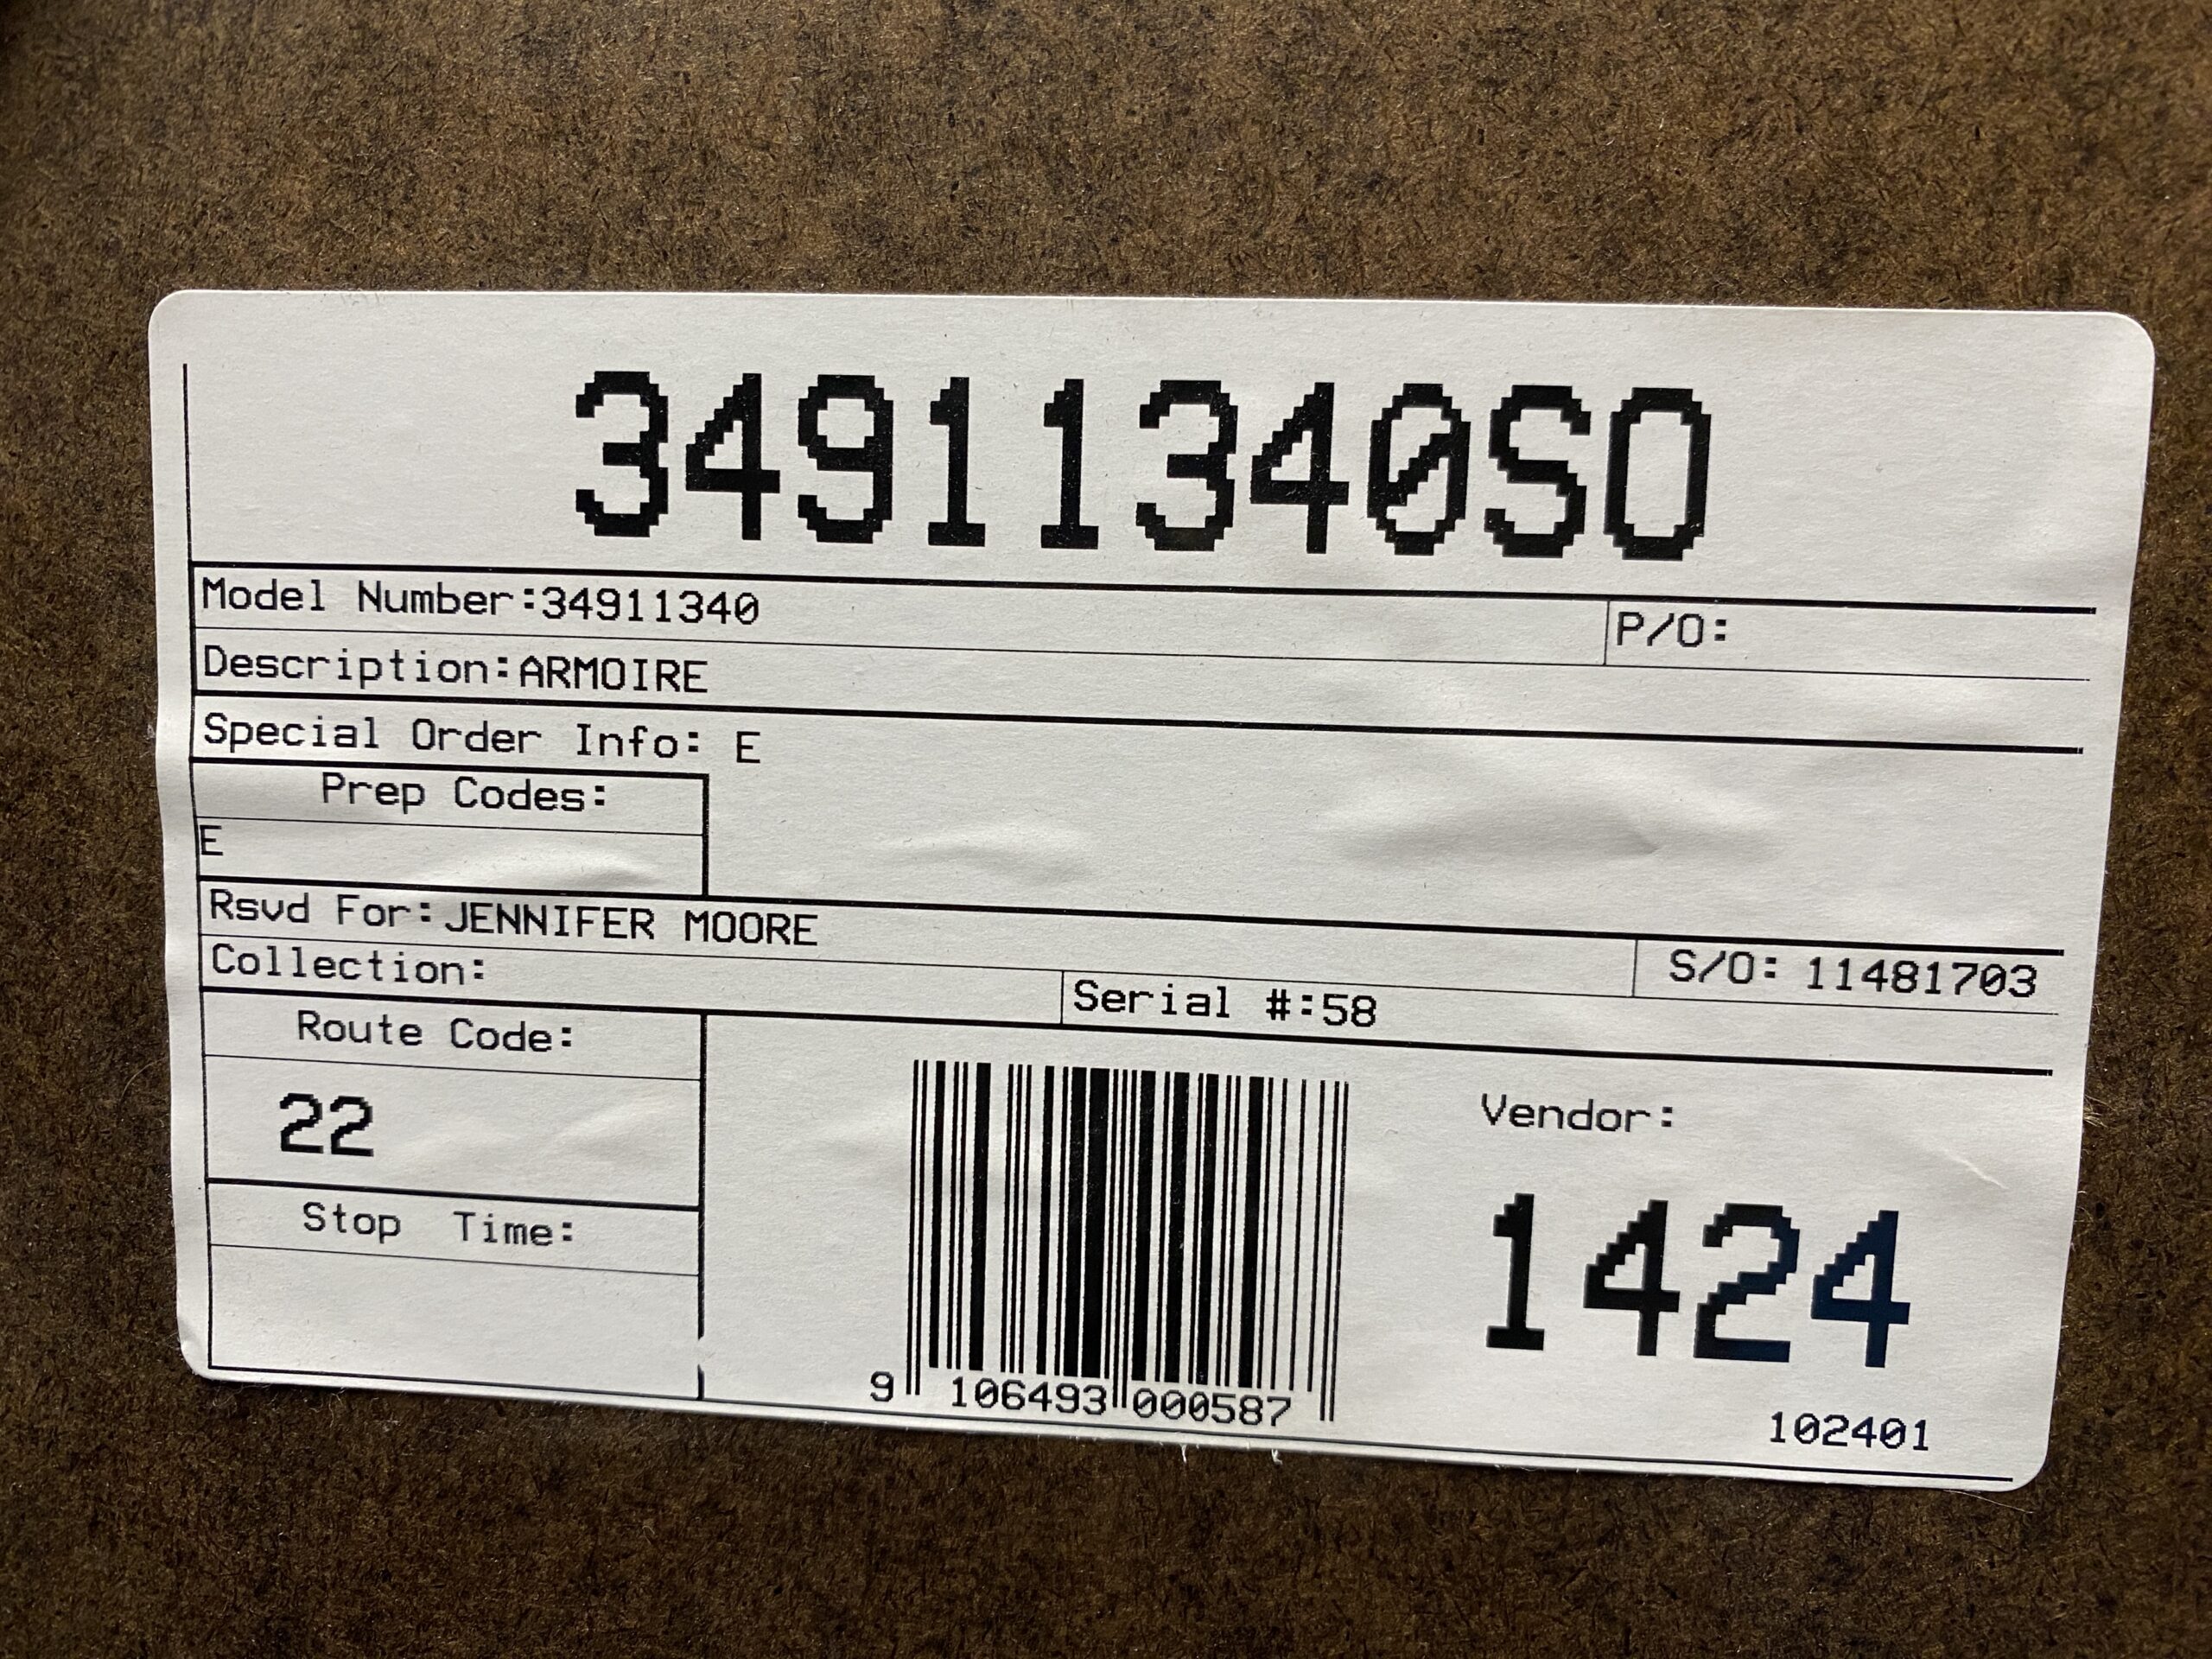 34911340SO
Model Number:34911340
P/O:
Description:ARMOIRE
Special Order Info: E
Prep Codes:
E
Rsvd For:JENNIFER MOORE
S/O: 11481703
Collection:
Serial #:58
Route Code:
22
Stop Time:
Vendor:
1424
9 106493 000587
102401